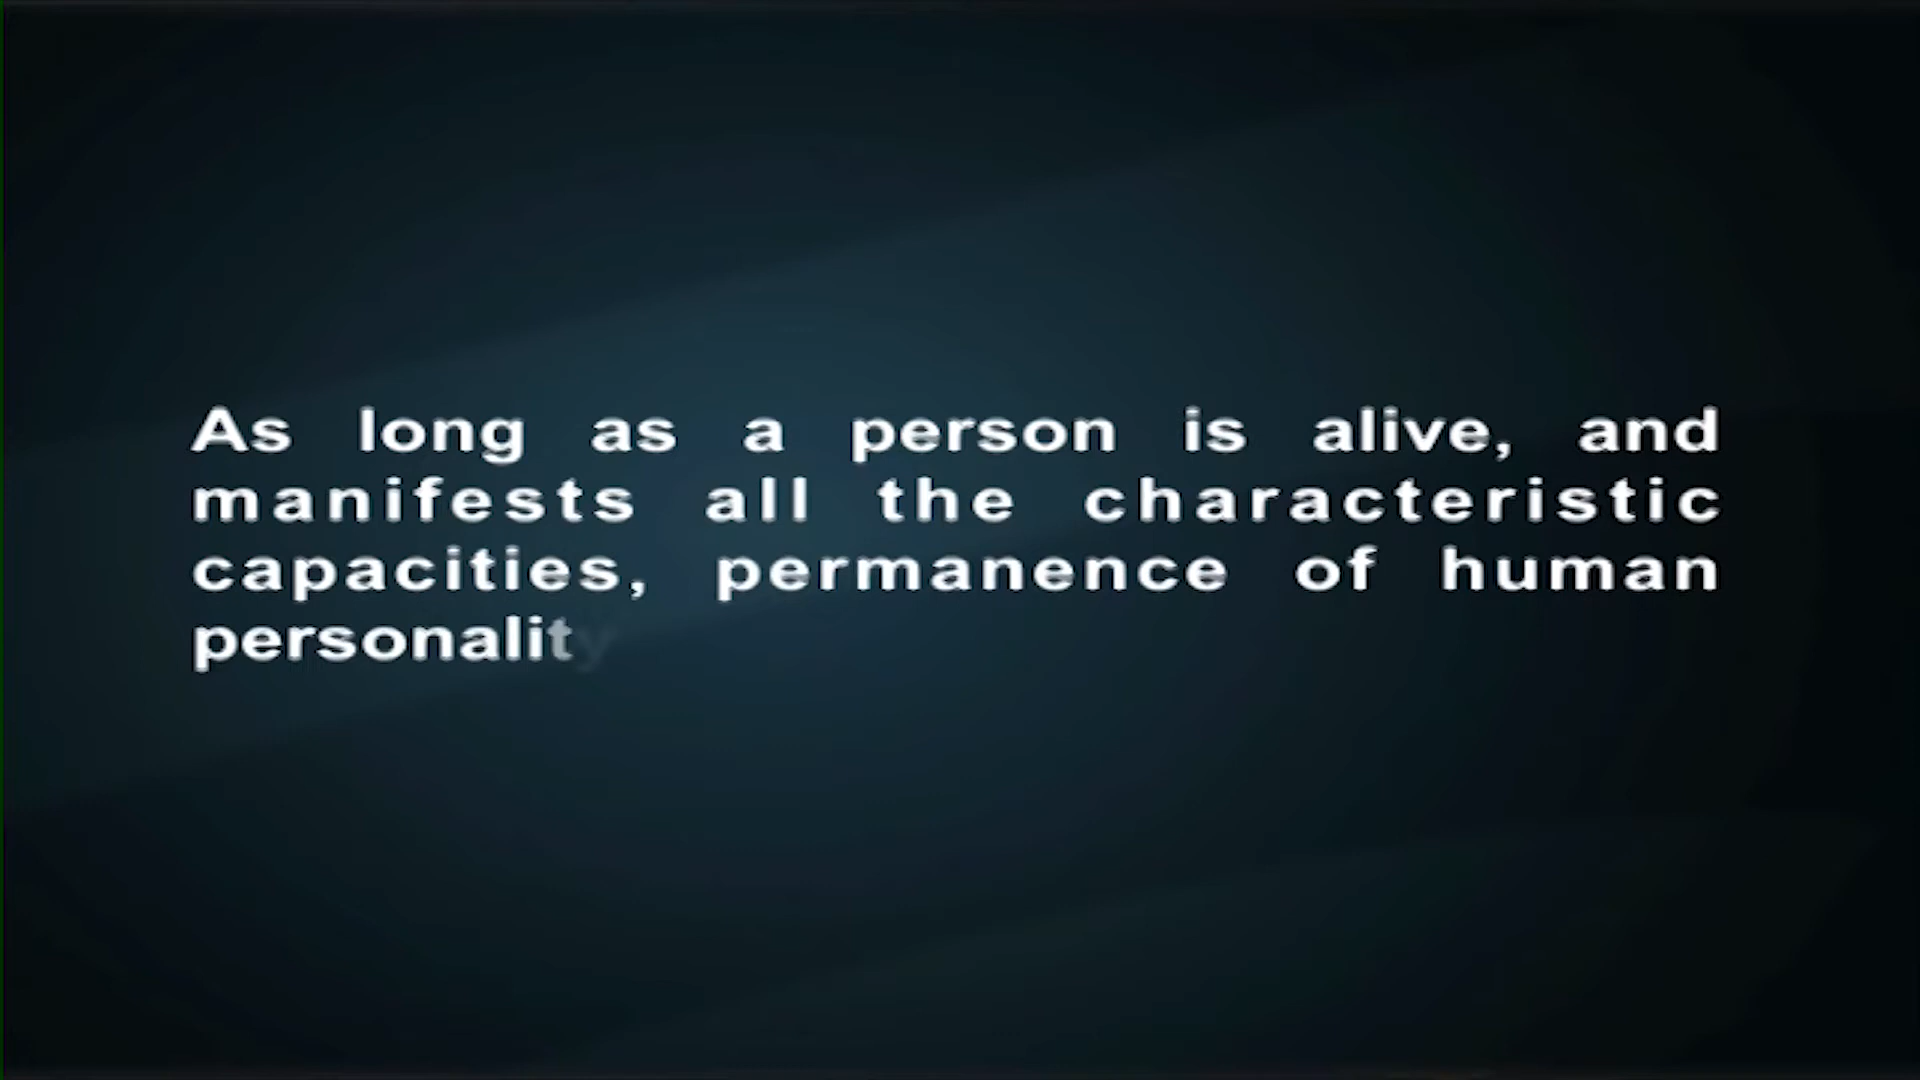 As long as a person is alive, and
manifests all the characteristic
capacities, permanence of human
personality